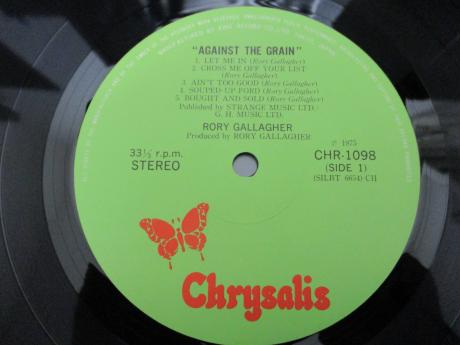 "AGAINST THE GRAIN"
1. LET ME IN (Rory Gallagher)
2. CROSS ME OFF YOUR LIST
(Rory Gallagher)
3. AIN'T TOO GOOD (Rory Gallagher)
4. SOUPED-UP FORD (Rory Gallagher)
5. BOUGHT AND SOLD (Rory Gallagher)
Published by STRANGE MUSIC LTD./
G. H. MUSIC LTD.
RORY GALLAGHER
Produced by RORY GALLAGHER
33⅓ r.p.m.
STEREO
℗ 1975
CHR-1098
(SIDE 1)
(SILBT 6654) CH
Chrysalis